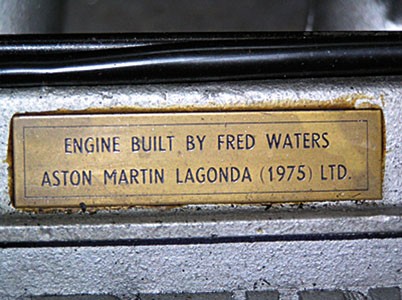 ENGINE BUILT BY FRED WATERS
ASTON MARTIN LAGONDA (1975) LTD.